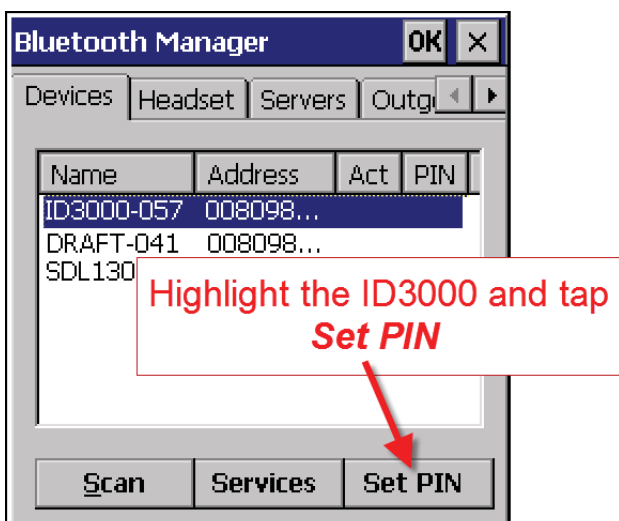 Bluetooth Manager OK ×
Devices Headset Servers
Name Address Act PIN
ID3000-057 008098...
DRAFT-041 008098...
SDL130
Highlight the ID3000 and tap
Set PIN
Scan Services Set PIN